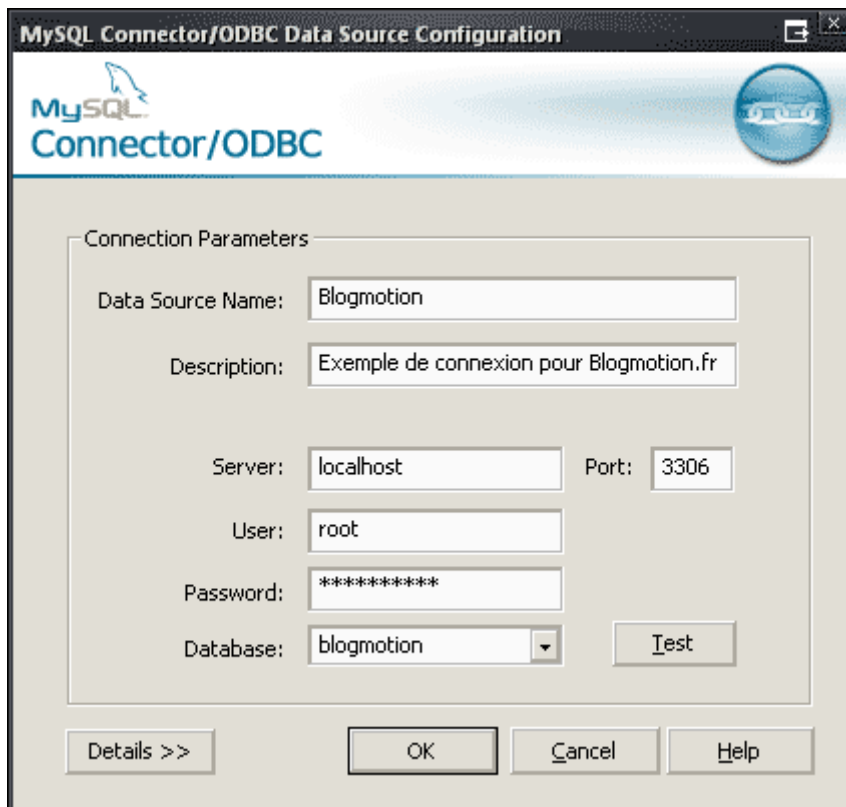 MySQL Connector/ODBC Data Source Configuration
MySQL
Connector/ODBC
Connection Parameters
Data Source Name: Blogmotion
Description: Exemple de connexion pour Blogmotion.fr
Server: localhost Port: 3306
User: root
Password: **********
Database: blogmotion Test
Details >> OK Cancel Help